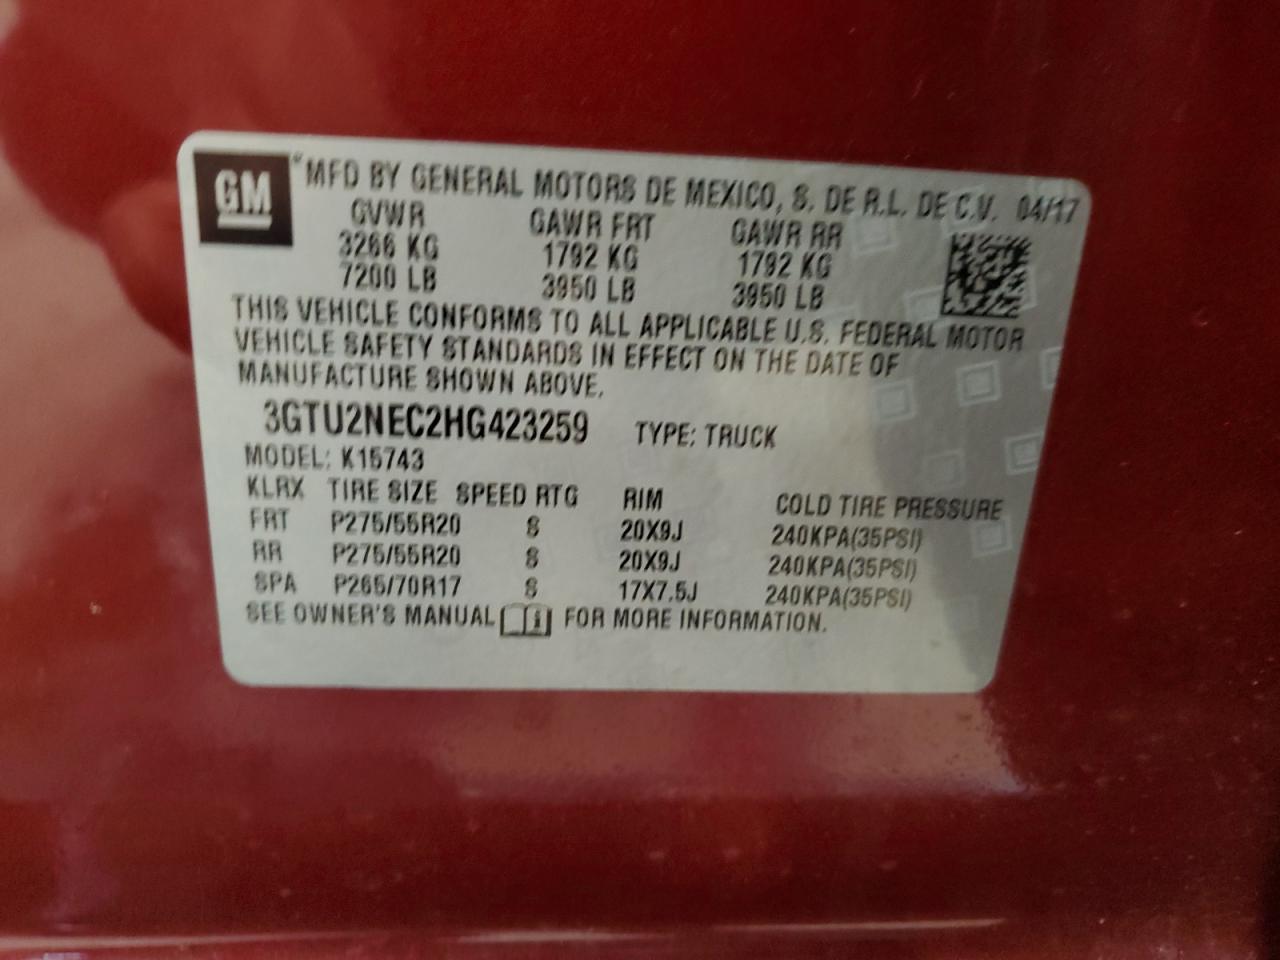 GM
MFD BY GENERAL MOTORS DE MEXICO, S. DE R.L. DE C.V. 04/17
GVWR GAWR FRT GAWR RR
3266 KG 1792 KG 1792 KG
7200 LB 3950 LB 3950 LB
THIS VEHICLE CONFORMS TO ALL APPLICABLE U.S. FEDERAL MOTOR
VEHICLE SAFETY STANDARDS IN EFFECT ON THE DATE OF
MANUFACTURE SHOWN ABOVE.
3GTU2NEC2HG423259 TYPE: TRUCK
MODEL: K15743
KLRX TIRE SIZE SPEED RTG RIM COLD TIRE PRESSURE
FRT P275/55R20 S 20X9J 240KPA(35PSI)
RR P275/55R20 S 20X9J 240KPA(35PSI)
SPA P265/70R17 S 17X7.5J 240KPA(35PSI)
SEE OWNER'S MANUAL FOR MORE INFORMATION.